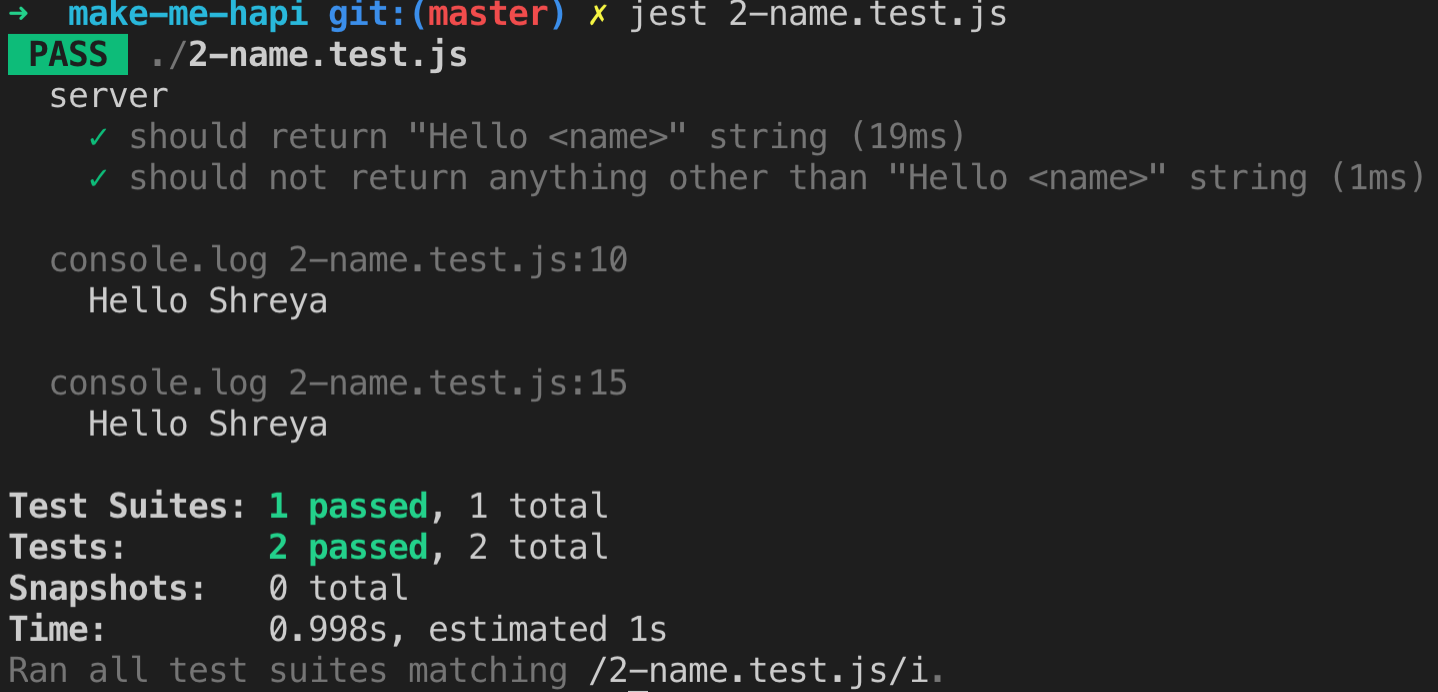 → make-me-hapi git:(master) ✗ jest 2-name.test.js
PASS ./2-name.test.js
server
✓ should return "Hello <name>" string (19ms)
✓ should not return anything other than "Hello <name>" string (1ms)
console.log 2-name.test.js:10
Hello Shreya
console.log 2-name.test.js:15
Hello Shreya
Test Suites: 1 passed, 1 total
Tests: 2 passed, 2 total
Snapshots: 0 total
Time: 0.998s, estimated 1s
Ran all test suites matching /2-name.test.js/i.